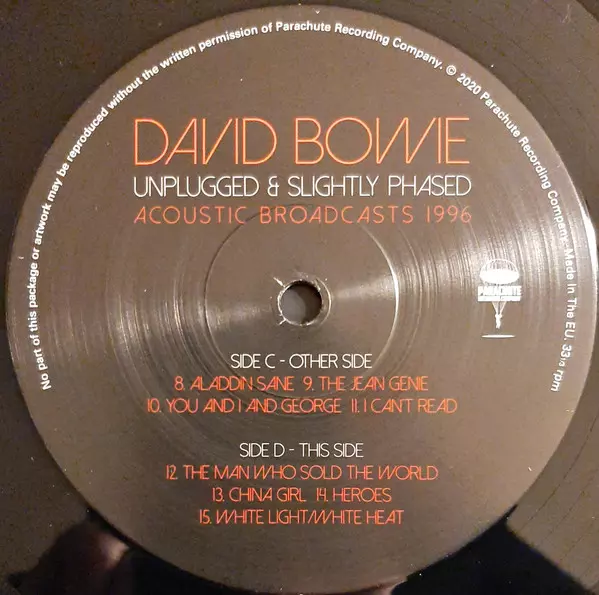 No part of this package or artwork may be reproduced without the written permission of Parachute Recording Company. © 2020 Parachute Recording Company. Made In The EU. 33⅓ rpm
DAVID BOWIE
UNPLUGGED & SLIGHTLY PHASED
ACOUSTIC BROADCASTS 1996
PARACHUTE
SIDE C - OTHER SIDE
8. ALADDIN SANE 9. THE JEAN GENIE
10. YOU AND I AND GEORGE 11. I CAN'T READ
SIDE D - THIS SIDE
12. THE MAN WHO SOLD THE WORLD
13. CHINA GIRL 14. HEROES
15. WHITE LIGHT/WHITE HEAT